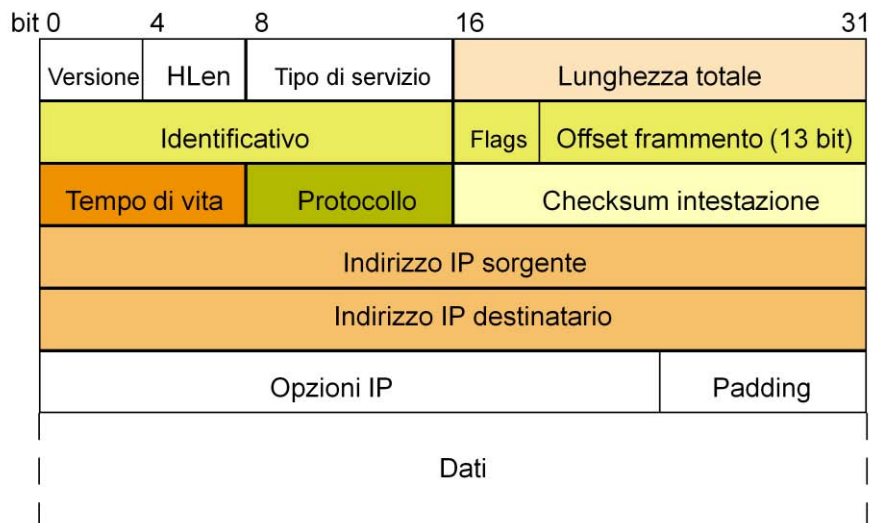 bit 0 4 8 16 31
Versione HLen Tipo di servizio Lunghezza totale
Identificativo Flags Offset frammento (13 bit)
Tempo di vita Protocollo Checksum intestazione
Indirizzo IP sorgente
Indirizzo IP destinatario
Opzioni IP Padding
Dati